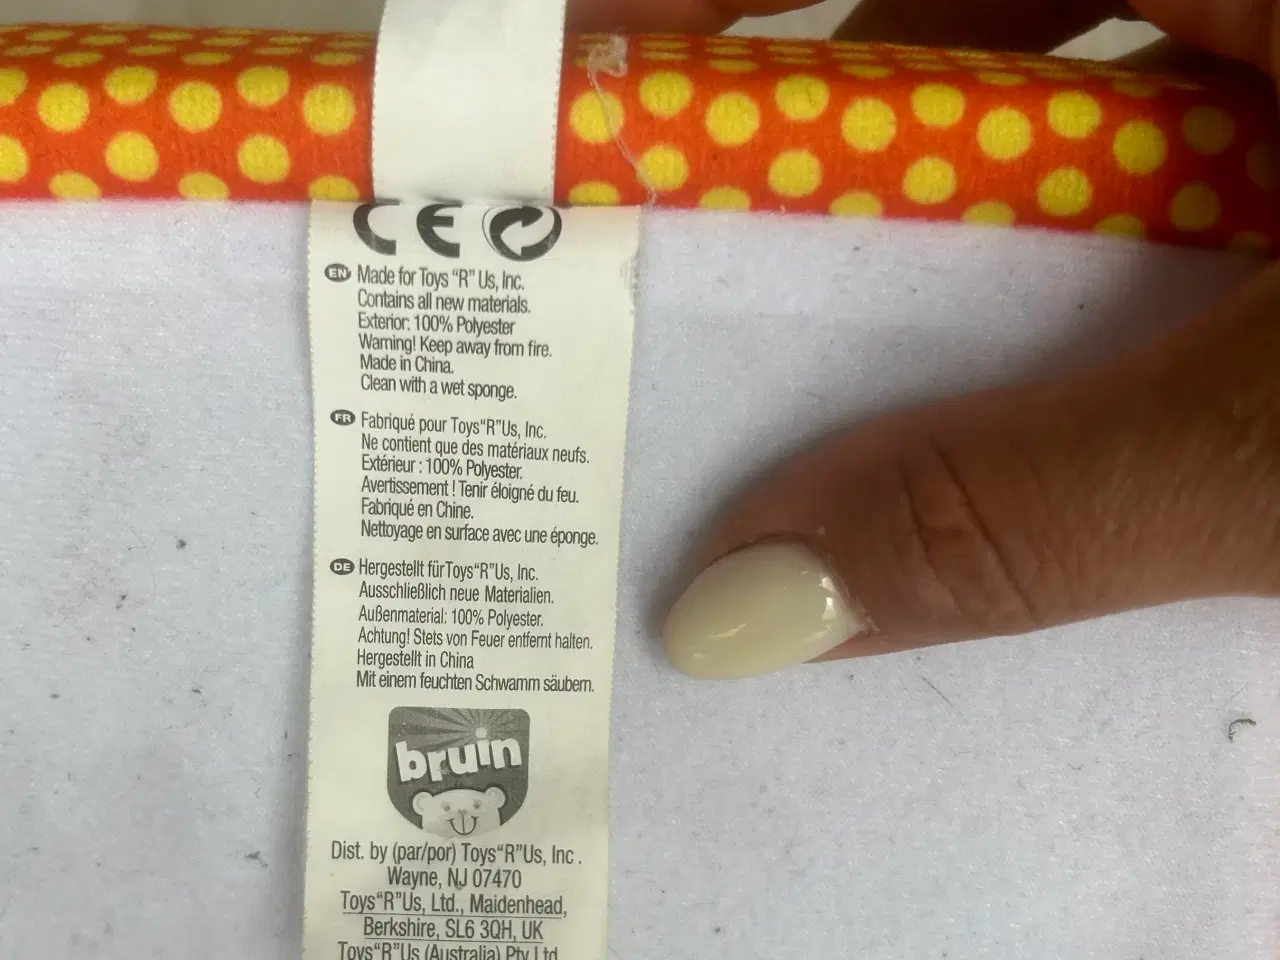 CE
EN Made for Toys “R” Us, Inc.
Contains all new materials.
Exterior: 100% Polyester
Warning! Keep away from fire.
Made in China.
Clean with a wet sponge.
FR Fabriqué pour Toys“R”Us, Inc.
Ne contient que des matériaux neufs.
Extérieur : 100% Polyester.
Avertissement ! Tenir éloigné du feu.
Fabriqué en Chine.
Nettoyage en surface avec une éponge.
DE Hergestellt fürToys“R”Us, Inc.
Ausschließlich neue Materialien.
Außenmaterial: 100% Polyester.
Achtung! Stets von Feuer entfernt halten.
Hergestellt in China
Mit einem feuchten Schwamm säubern.
bruin
Dist. by (par/por) Toys“R”Us, Inc .
Wayne, NJ 07470
Toys“R”Us, Ltd., Maidenhead,
Berkshire, SL6 3QH, UK
Toys“R”Us (Australia) Pty Ltd